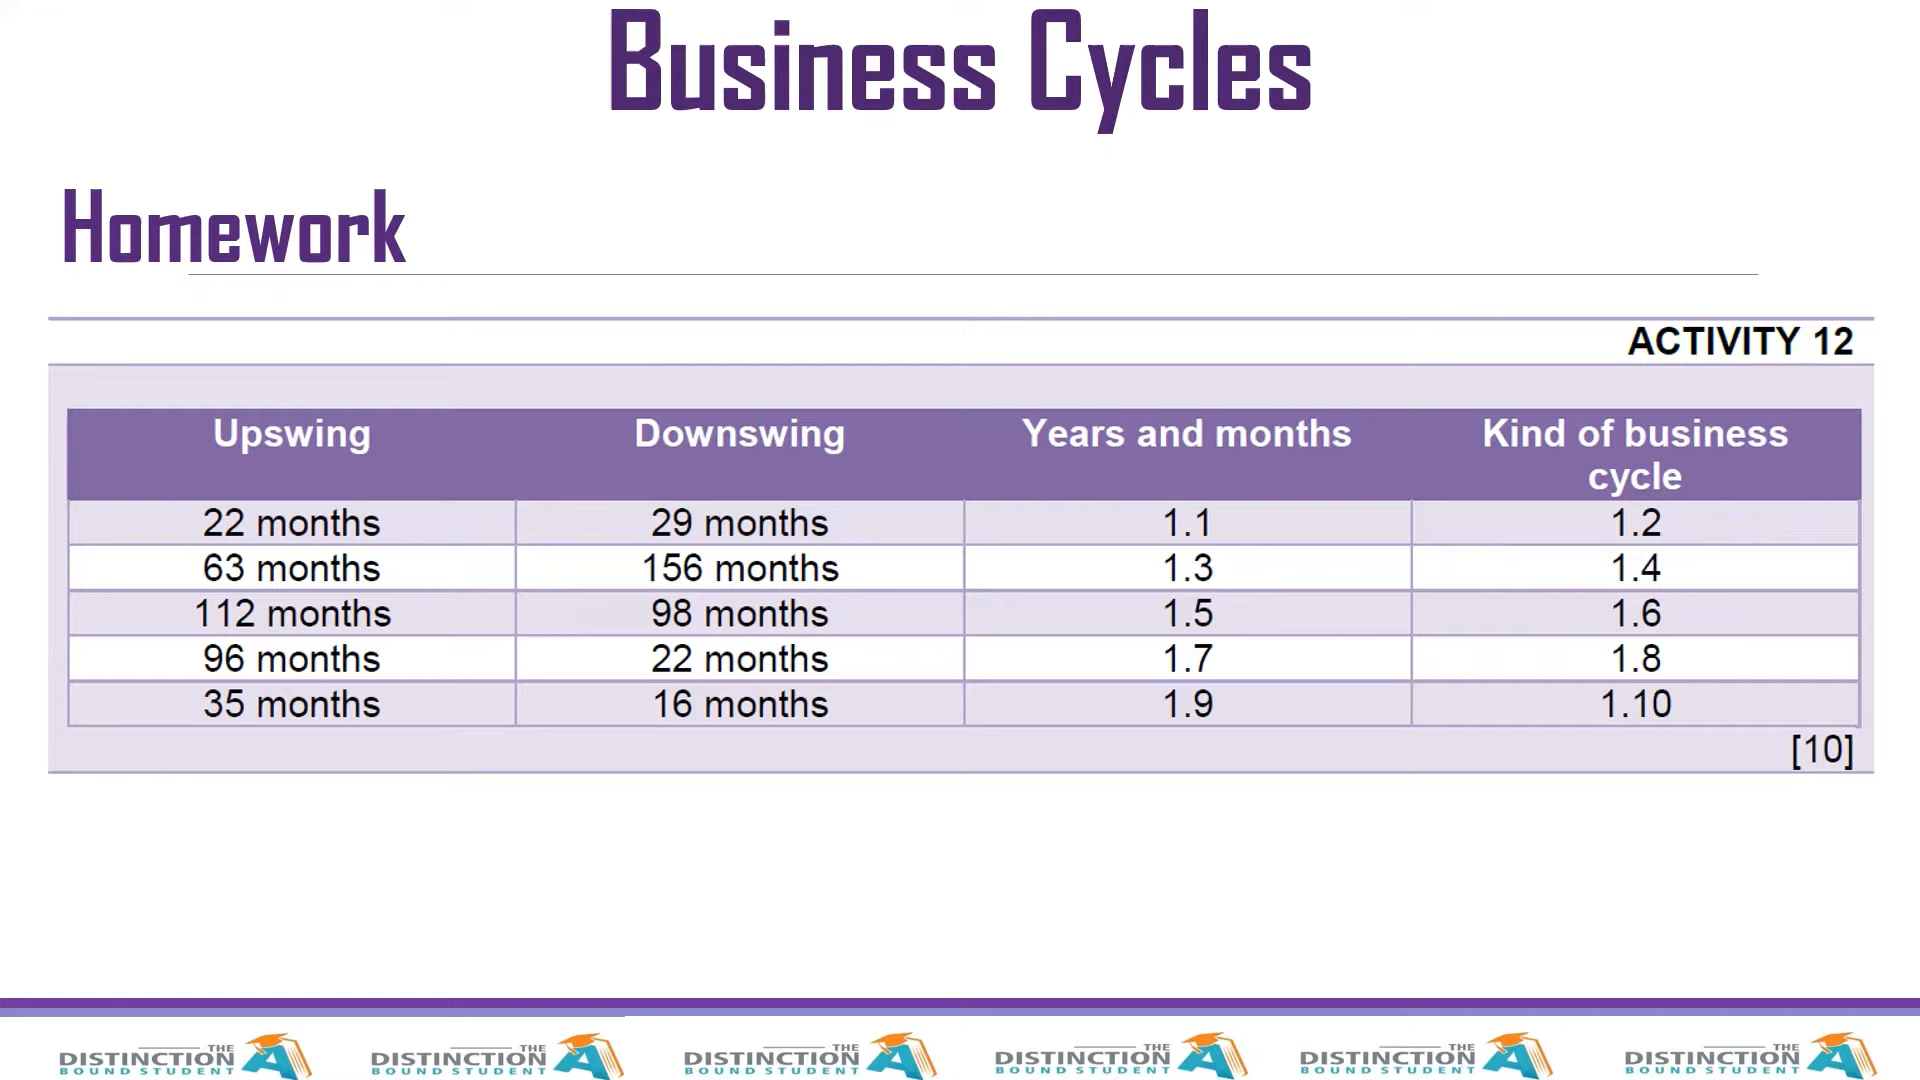 Business Cycles
Homework
ACTIVITY 12
Upswing Downswing Years and months Kind of business cycle
22 months 29 months 1.1 1.2
63 months 156 months 1.3 1.4
112 months 98 months 1.5 1.6
96 months 22 months 1.7 1.8
35 months 16 months 1.9 1.10
[10]
THE DISTINCTION BOUND STUDENT A
THE DISTINCTION BOUND STUDENT A
THE DISTINCTION BOUND STUDENT A
THE DISTINCTION BOUND STUDENT A
THE DISTINCTION BOUND STUDENT A
THE DISTINCTION BOUND STUDENT A